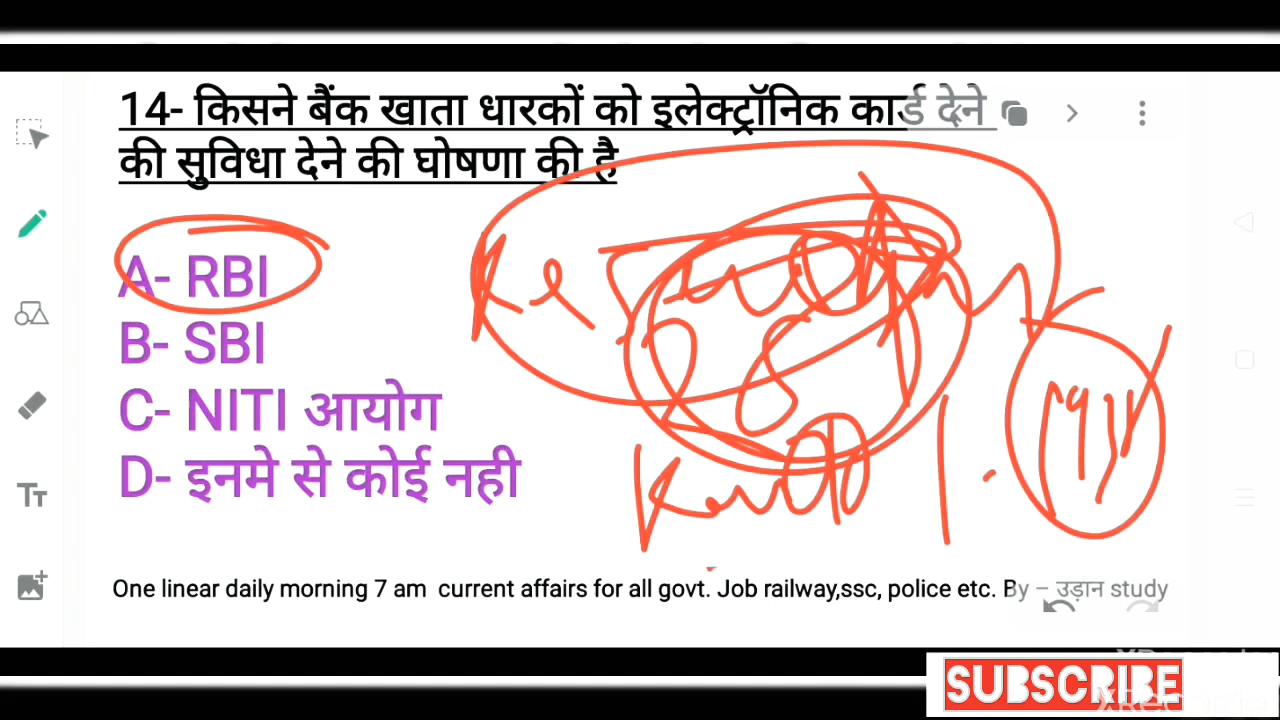 14- किसने बैंक खाता धारकों को इलेक्ट्रॉनिक कार्ड देने
की सुविधा देने की घोषणा की है
A- RBI
B- SBI
C- NITI आयोग
D- इनमे से कोई नही
One linear daily morning 7 am current affairs for all govt. Job railway,ssc, police etc. By – उड़ान study
SUBSCRIBE